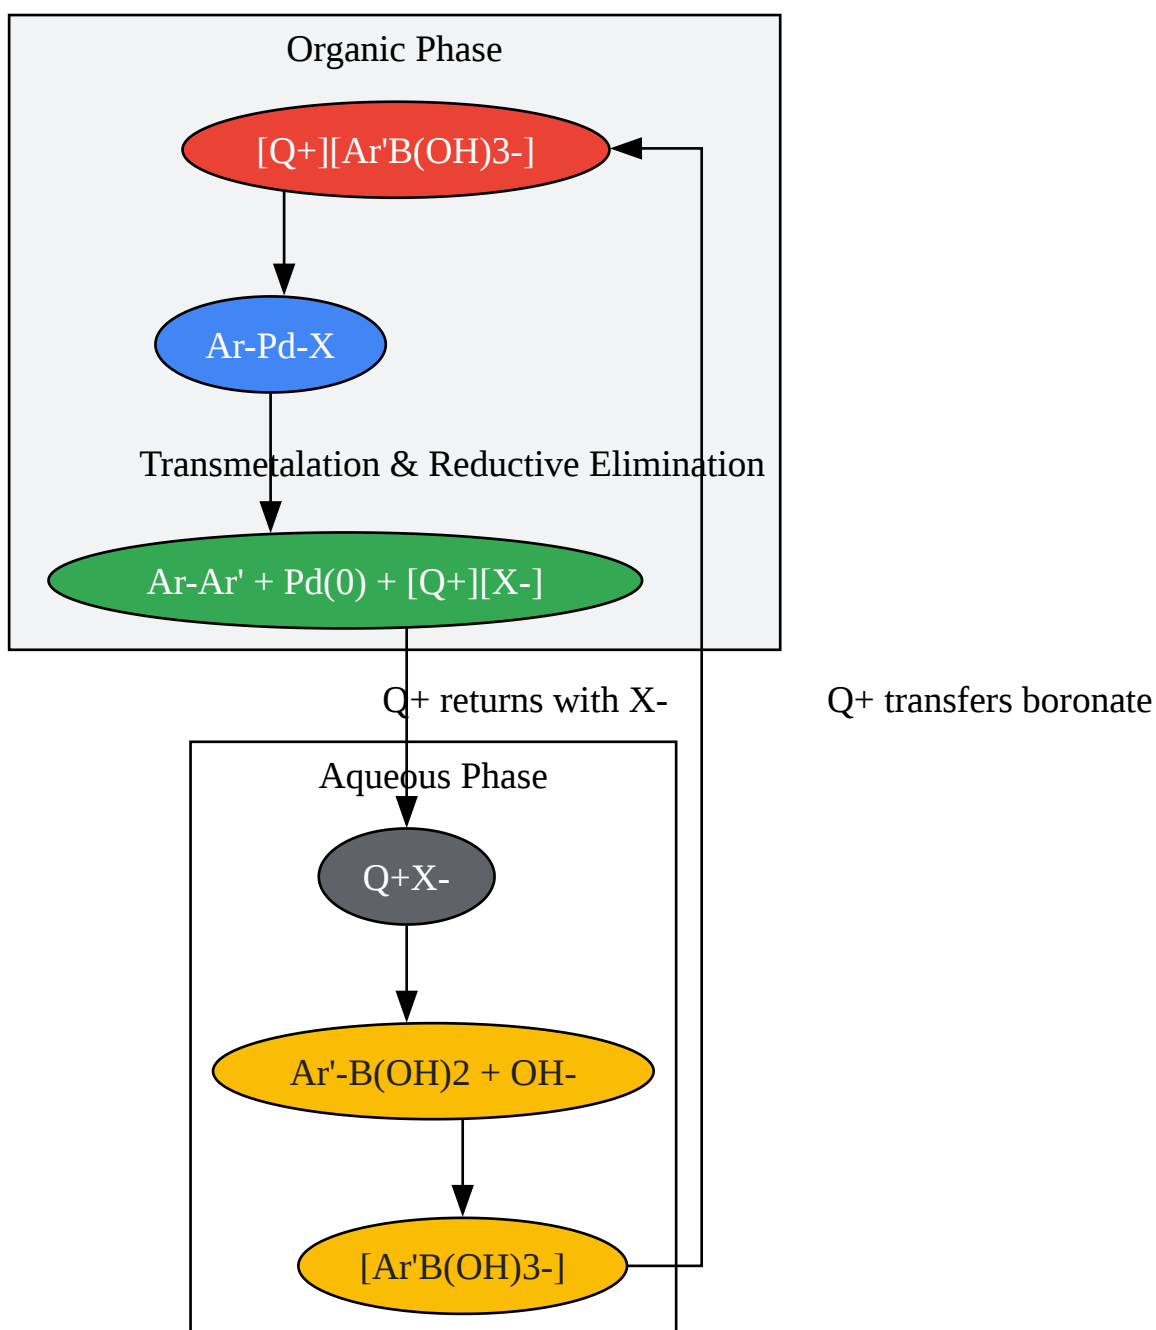 Organic Phase
[Q+][Ar'B(OH)3-]
Ar-Pd-X
Transmetalation & Reductive Elimination
Ar-Ar' + Pd(0) + [Q+][X-]
Q+ returns with X-
Q+ transfers boronate
Aqueous Phase
Q+X-
Ar'-B(OH)2 + OH-
[Ar'B(OH)3-]